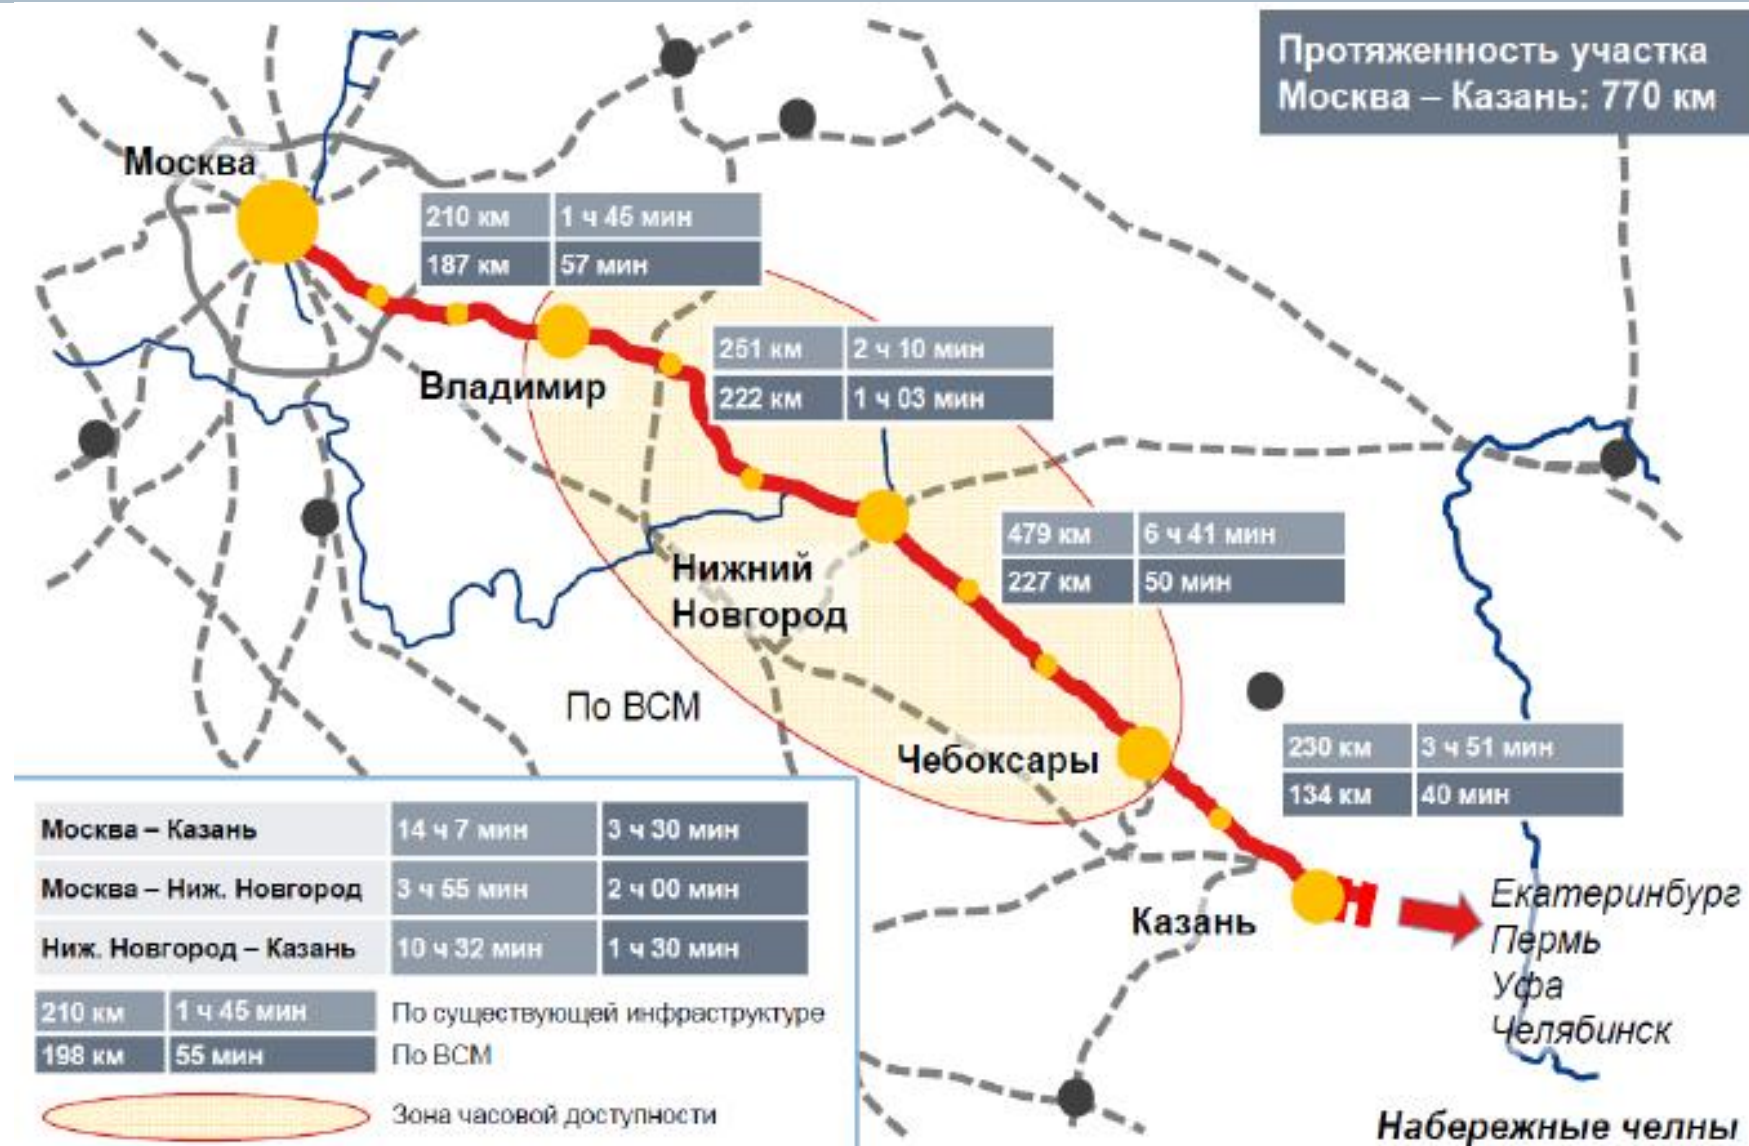 Протяженность участка
Москва – Казань: 770 км
Москва
210 км 1 ч 45 мин
187 км 57 мин
251 км 2 ч 10 мин
222 км 1 ч 03 мин
Владимир
479 км 6 ч 41 мин
227 км 50 мин
Нижний
Новгород
По ВСМ
230 км 3 ч 51 мин
134 км 40 мин
Чебоксары
Москва – Казань 14 ч 7 мин 3 ч 30 мин
Москва – Ниж. Новгород 3 ч 55 мин 2 ч 00 мин
Ниж. Новгород – Казань 10 ч 32 мин 1 ч 30 мин
210 км 1 ч 45 мин По существующей инфраструктуре
198 км 55 мин По ВСМ
Зона часовой доступности
Казань
Екатеринбург
Пермь
Уфа
Челябинск
Набережные челны